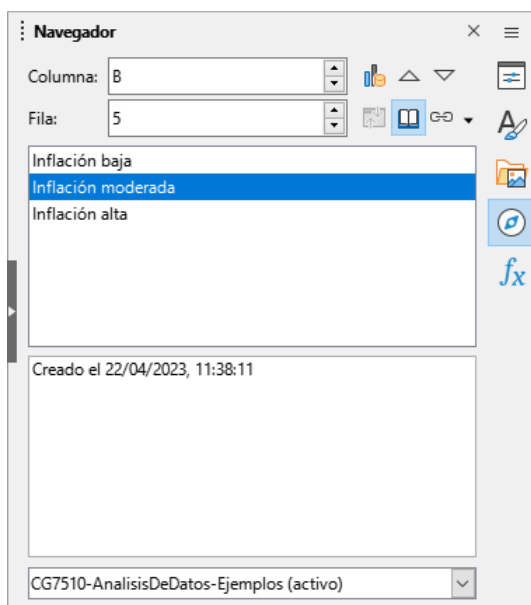 Navegador
Columna: B
Fila: 5
Inflación baja
Inflación moderada
Inflación alta
Creado el 22/04/2023, 11:38:11
CG7510-AnalisisDeDatos-Ejemplos (activo)
fx